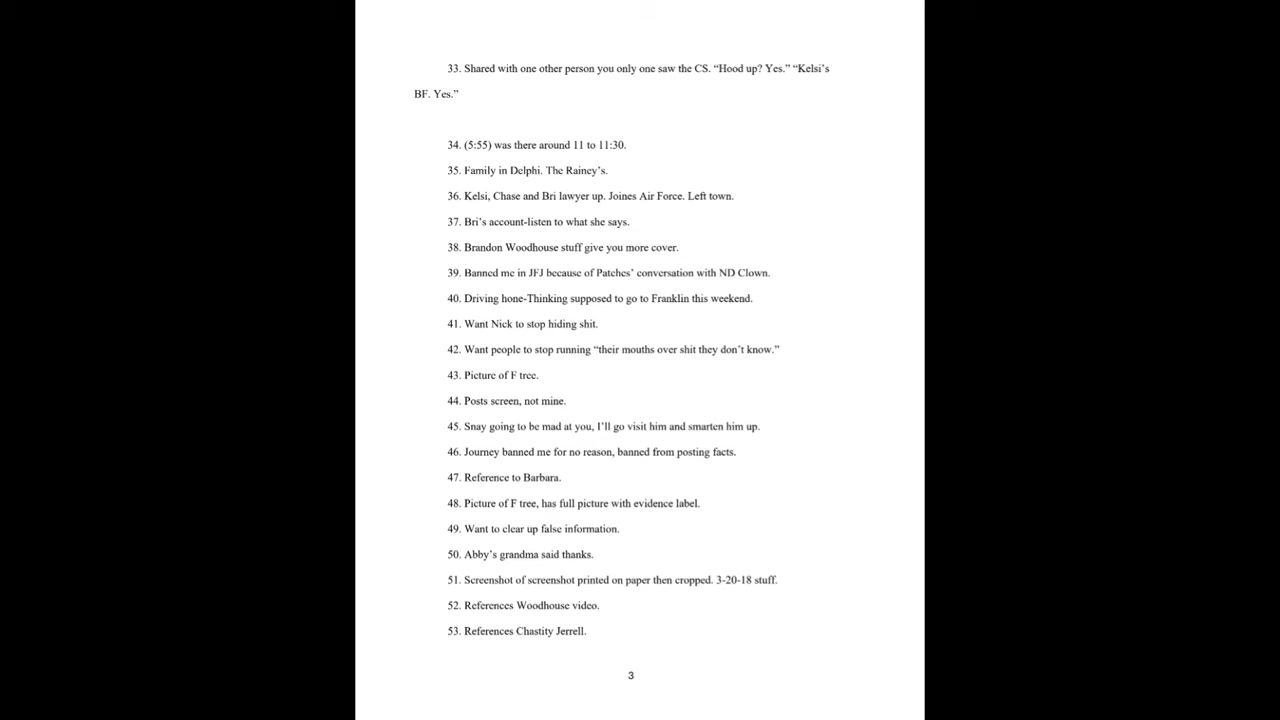 33. Shared with one other person you only one saw the CS. “Hood up? Yes.” “Kelsi’s
BF. Yes.”
34. (5:55) was there around 11 to 11:30.
35. Family in Delphi. The Rainey’s.
36. Kelsi, Chase and Bri lawyer up. Joines Air Force. Left town.
37. Bri’s account-listen to what she says.
38. Brandon Woodhouse stuff give you more cover.
39. Banned me in JFJ because of Patches’ conversation with ND Clown.
40. Driving hone-Thinking supposed to go to Franklin this weekend.
41. Want Nick to stop hiding shit.
42. Want people to stop running “their mouths over shit they don’t know.”
43. Picture of F tree.
44. Posts screen, not mine.
45. Snay going to be mad at you, I’ll go visit him and smarten him up.
46. Journey banned me for no reason, banned from posting facts.
47. Reference to Barbara.
48. Picture of F tree, has full picture with evidence label.
49. Want to clear up false information.
50. Abby’s grandma said thanks.
51. Screenshot of screenshot printed on paper then cropped. 3-20-18 stuff.
52. References Woodhouse video.
53. References Chastity Jerrell.
3